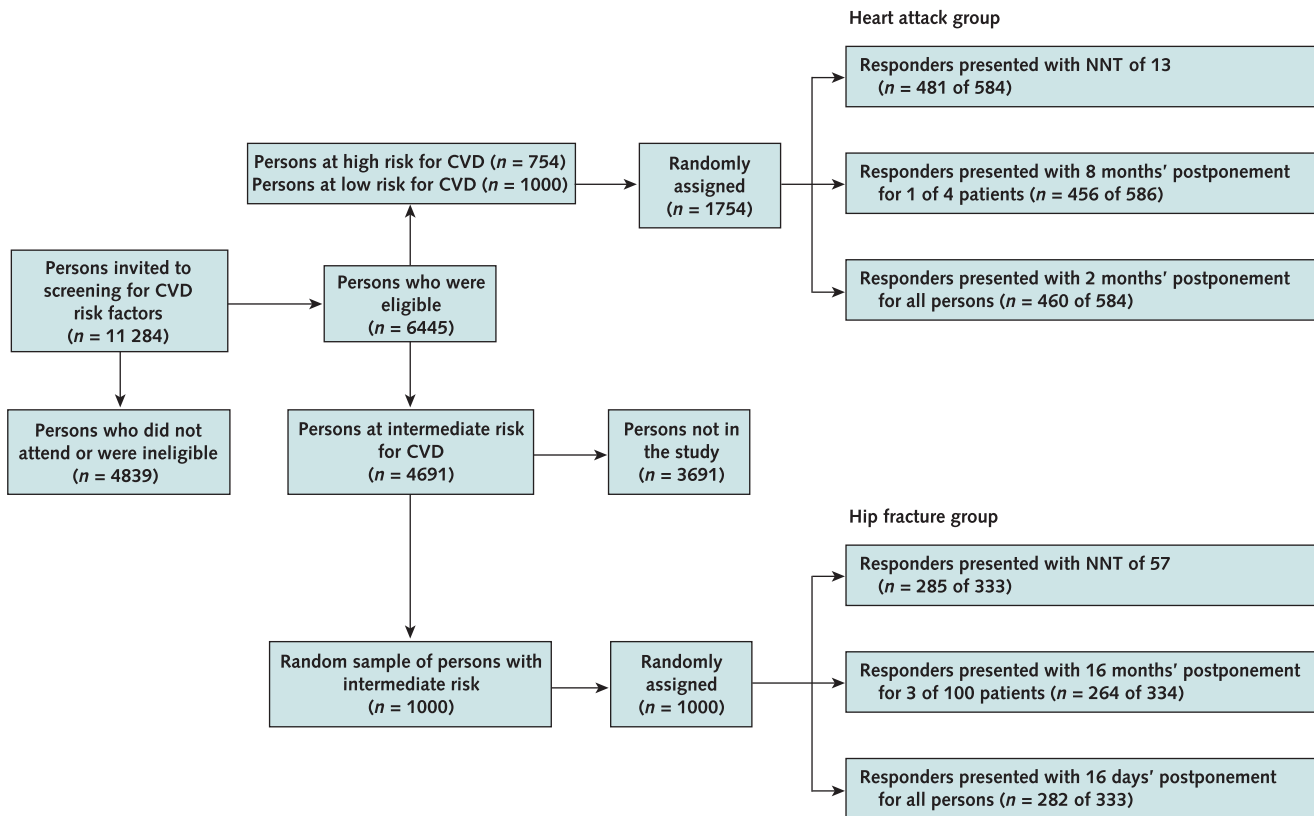 Heart attack group
Responders presented with NNT of 13
(n = 481 of 584)
Persons at high risk for CVD (n = 754)
Persons at low risk for CVD (n = 1000)
Randomly
assigned
(n = 1754)
Responders presented with 8 months’ postponement
for 1 of 4 patients (n = 456 of 586)
Persons invited to
screening for CVD
risk factors
(n = 11 284)
Persons who were
eligible
(n = 6445)
Responders presented with 2 months’ postponement
for all persons (n = 460 of 584)
Persons who did not
attend or were ineligible
(n = 4839)
Persons at intermediate risk
for CVD
(n = 4691)
Persons not in
the study
(n = 3691)
Hip fracture group
Responders presented with NNT of 57
(n = 285 of 333)
Random sample of persons with
intermediate risk
(n = 1000)
Randomly
assigned
(n = 1000)
Responders presented with 16 months’ postponement
for 3 of 100 patients (n = 264 of 334)
Responders presented with 16 days’ postponement
for all persons (n = 282 of 333)